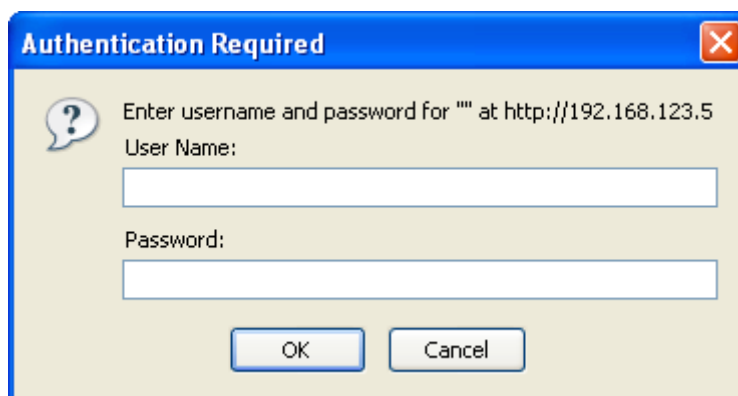 Authentication Required
Enter username and password for "" at http://192.168.123.5
User Name:
Password:
OK
Cancel